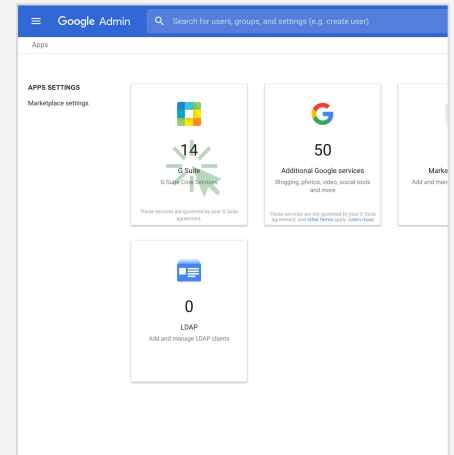 Google Admin
Search for users, groups, and settings (e.g. create user)
Apps
APPS SETTINGS
Marketplace settings
14
G Suite
G Suite Core Services
These services are governed by your G Suite
agreement.
50
Additional Google services
Blogging, photo, video, social tools
and more
These services are not governed by your G Suite
agreement, and other terms apply. Learn more
Marke
Add and man
0
LDAP
Add and manage LDAP clients